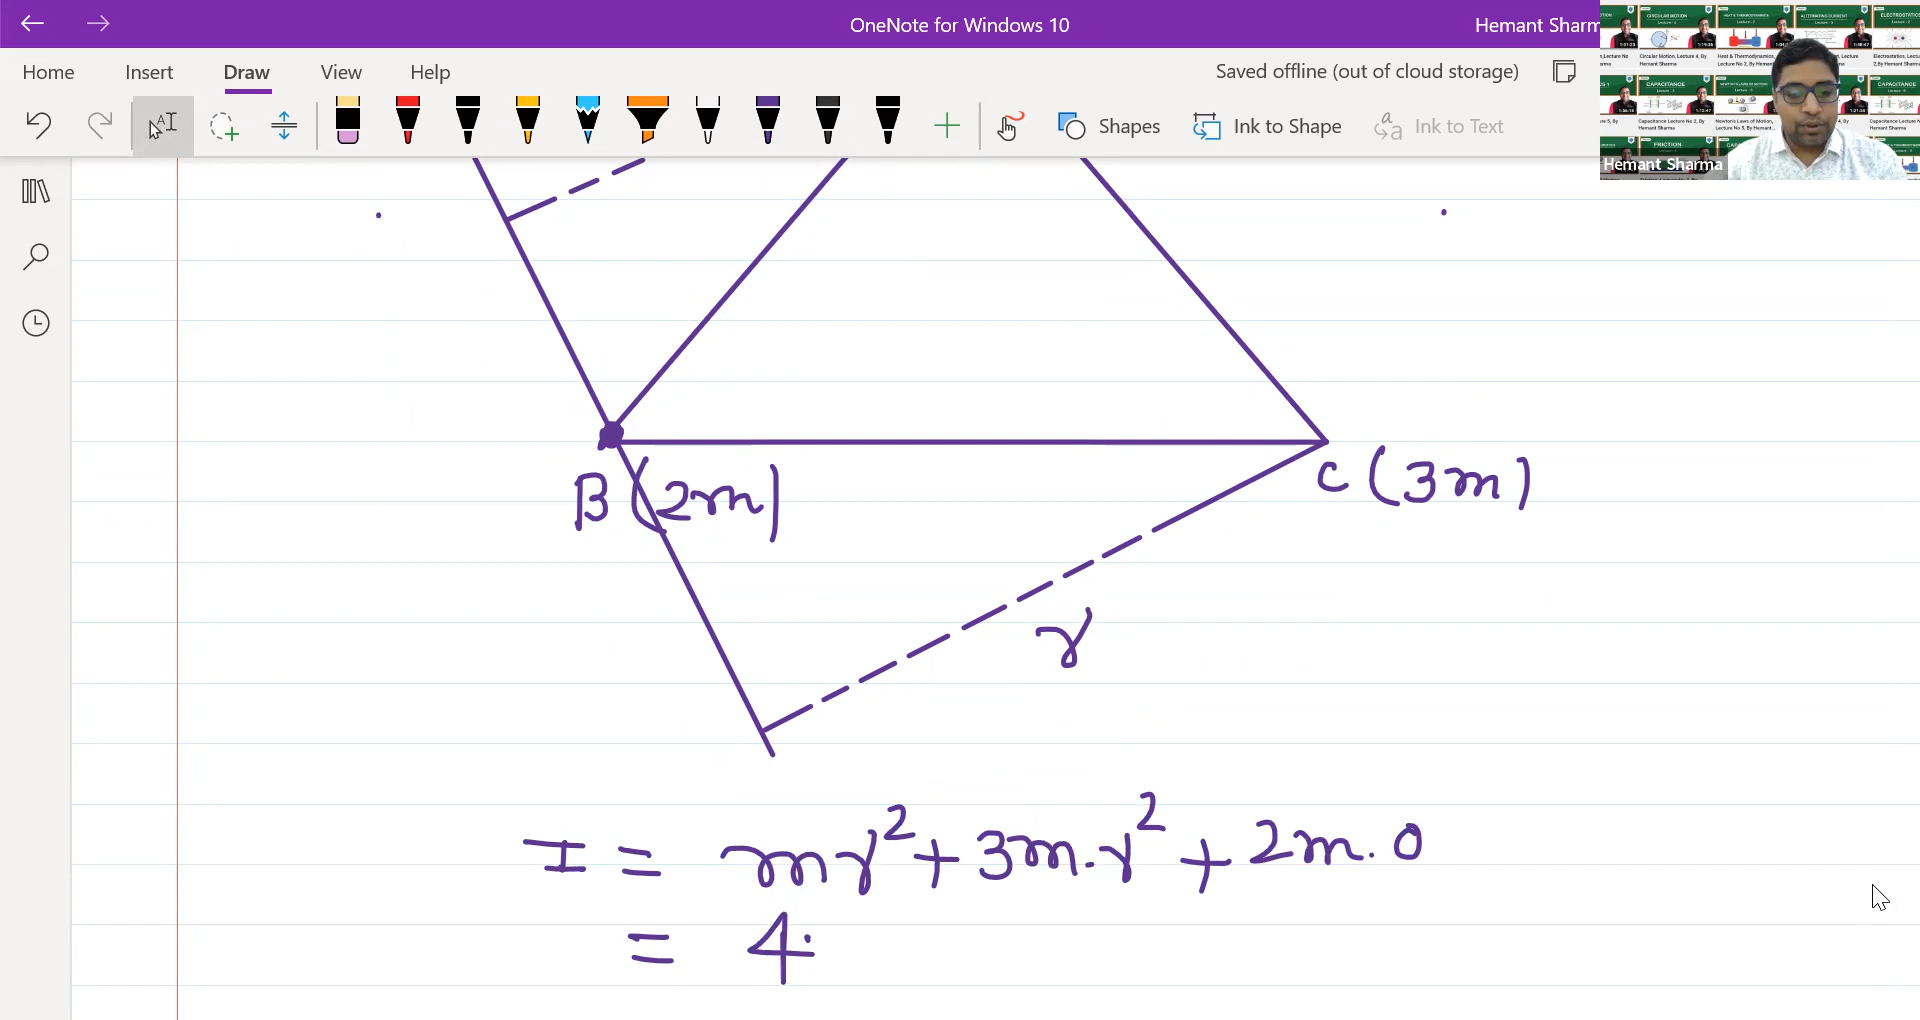 OneNote for Windows 10
Hemant Sharm
Home Insert Draw View Help
Saved offline (out of cloud storage)
Shapes Ink to Shape Ink to Text
Hemant Sharma
B (2m)
C (3m)
r
I = mr² + 3m.r² + 2m.0
= 4